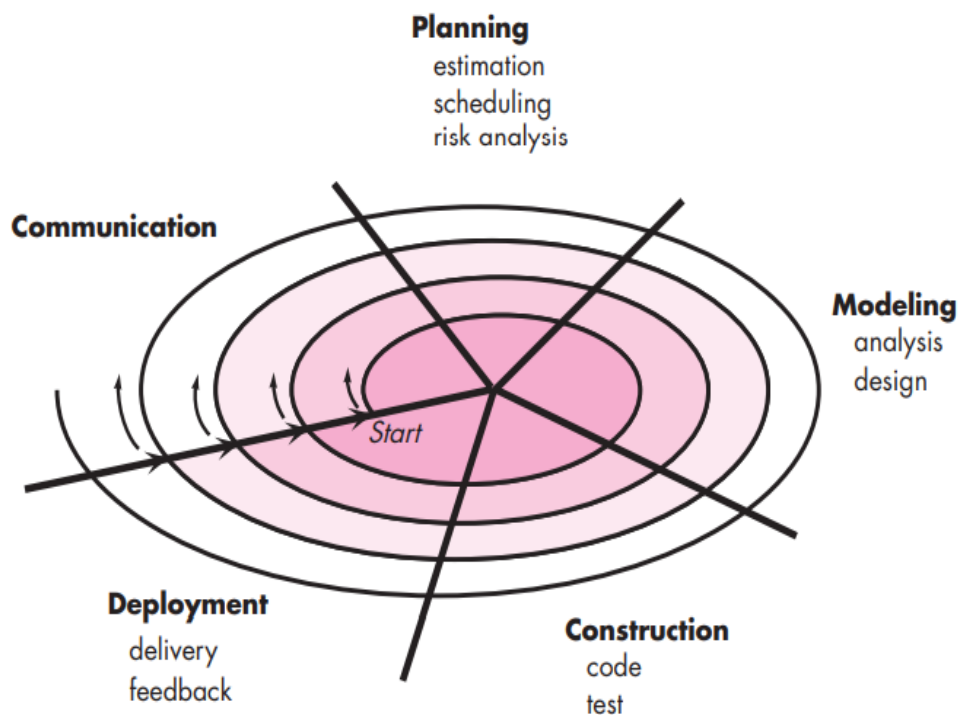 Planning
estimation
scheduling
risk analysis
Communication
Modeling
analysis
design
Start
Deployment
delivery
feedback
Construction
code
test